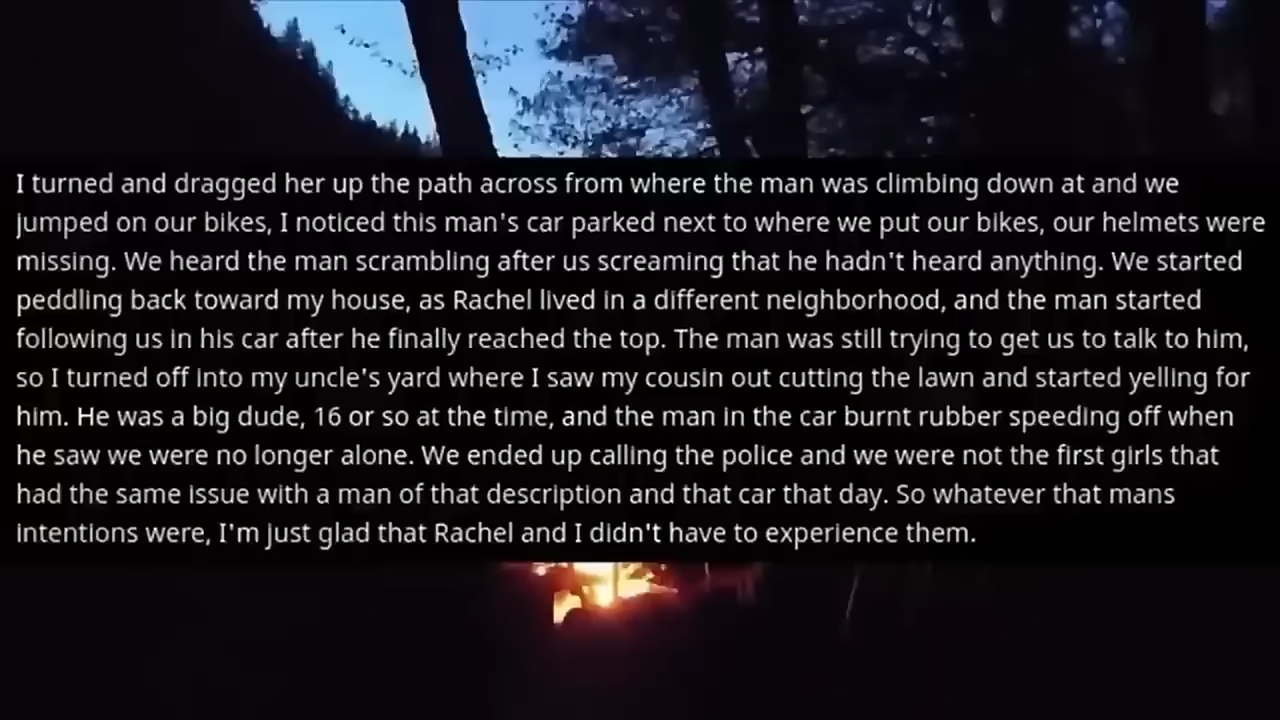 I turned and dragged her up the path across from where the man was climbing down at and we
jumped on our bikes, I noticed this man's car parked next to where we put our bikes, our helmets were
missing. We heard the man scrambling after us screaming that he hadn't heard anything. We started
peddling back toward my house, as Rachel lived in a different neighborhood, and the man started
following us in his car after he finally reached the top. The man was still trying to get us to talk to him,
so I turned off into my uncle's yard where I saw my cousin out cutting the lawn and started yelling for
him. He was a big dude, 16 or so at the time, and the man in the car burnt rubber speeding off when
he saw we were no longer alone. We ended up calling the police and we were not the first girls that
had the same issue with a man of that description and that car that day. So whatever that mans
intentions were, I'm just glad that Rachel and I didn't have to experience them.